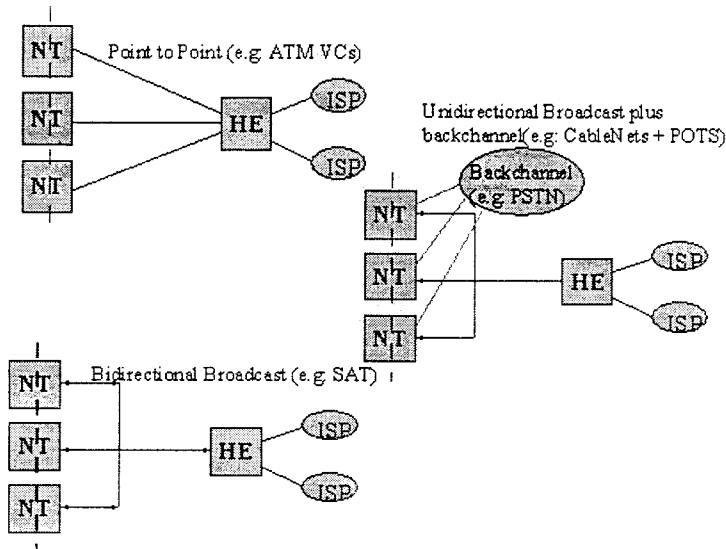 NT
Point to Point (e.g. ATM VCs)
NT
NT
HE
ISP
ISP
Unidirectional Broadcast plus
backchannel(e.g: CableNets + POTS)
Backchannel
(e.g. PSTN)
NT
NT
NT
HE
ISP
ISP
Bidirectional Broadcast (e.g. SAT)
NT
NT
NT
HE
ISP
ISP